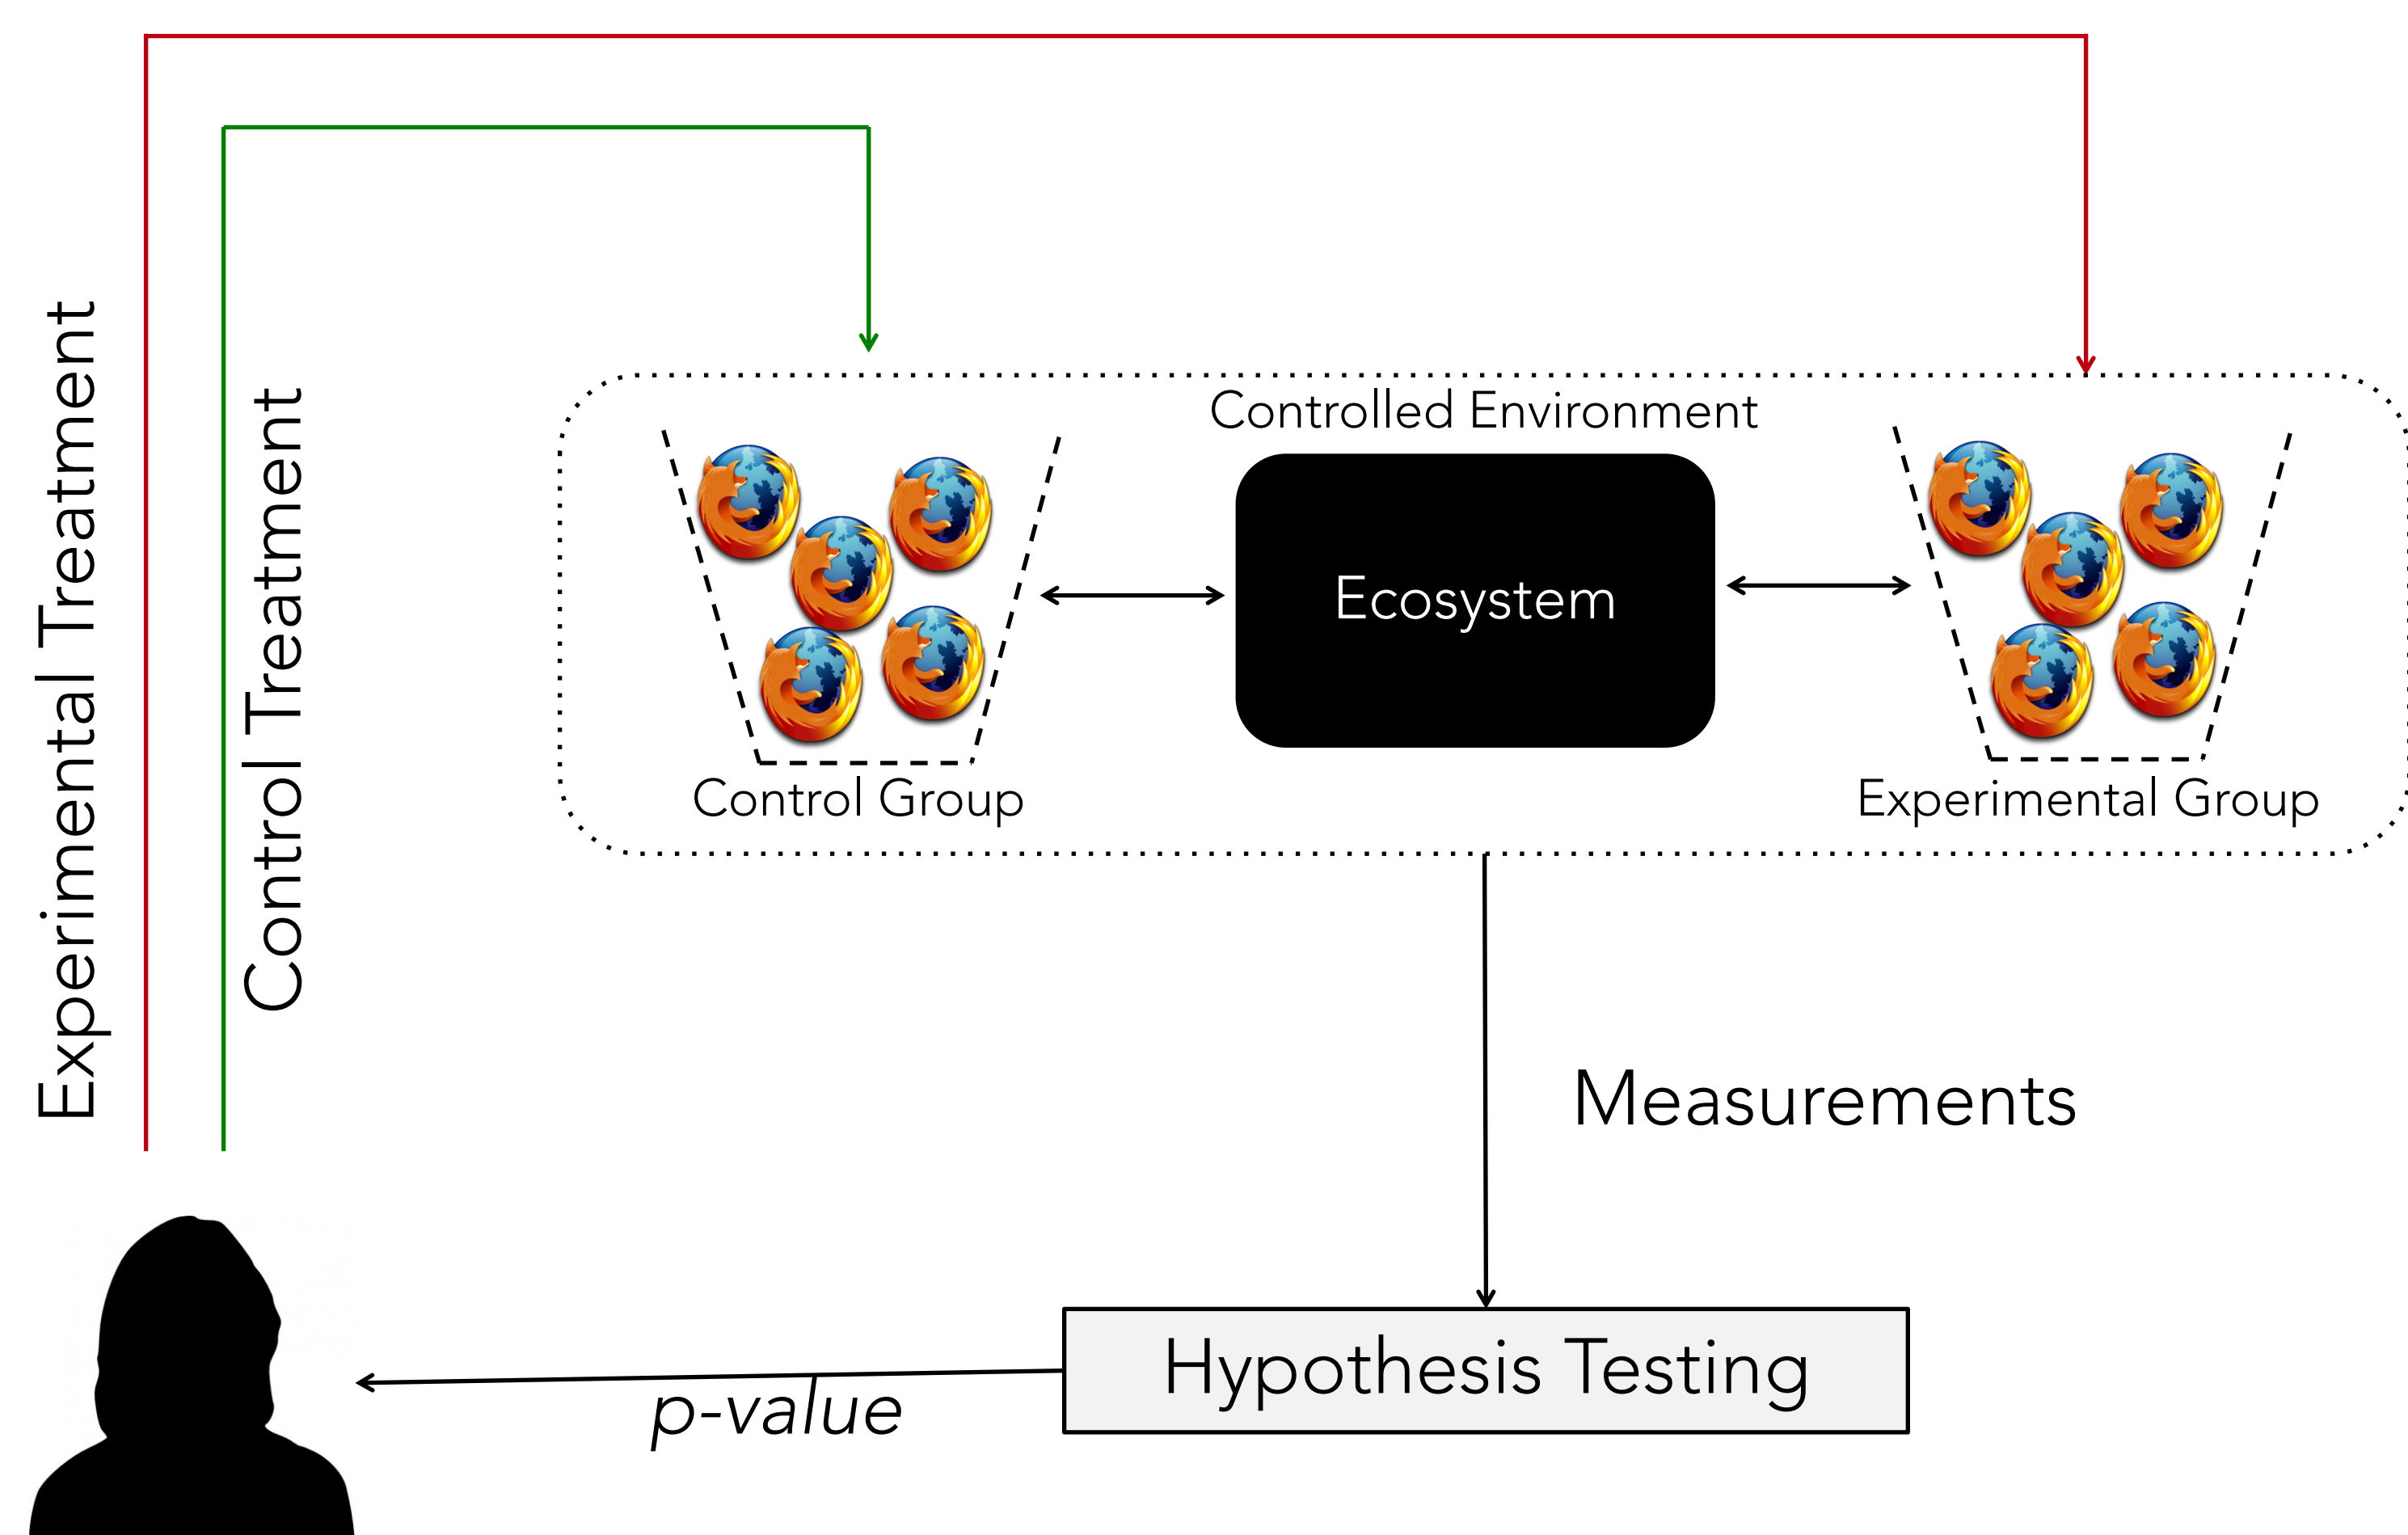 Experimental Treatment
Control Treatment
Controlled Environment
Ecosystem
Control Group
Experimental Group
Measurements
Hypothesis Testing
p-value